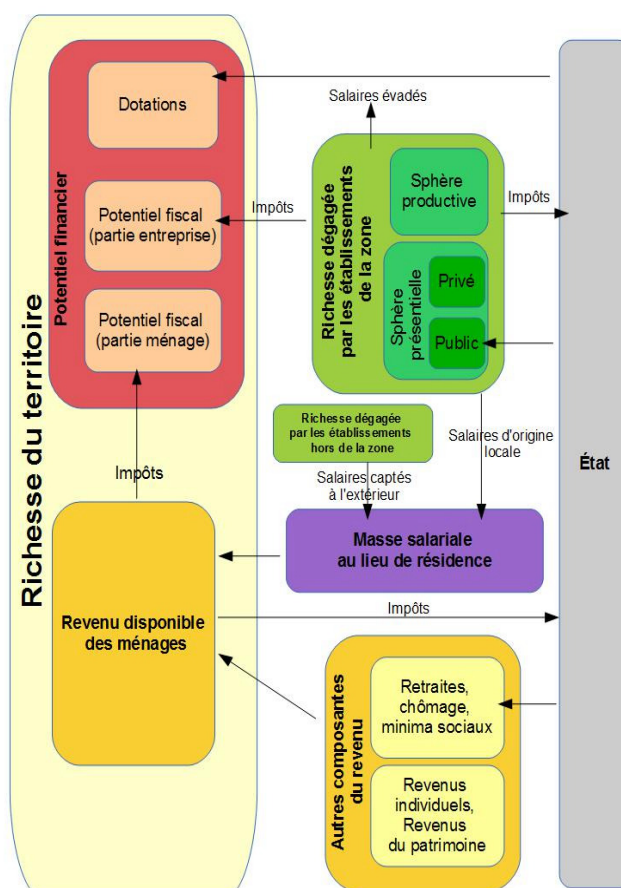 Richesse du territoire
Potentiel financier
Dotations
Potentiel fiscal
(partie entreprise)
Potentiel fiscal
(partie ménage)
Impôts
Revenu disponible
des ménages
Salaires évadés
Richesse dégagée
par les établissements
de la zone
Sphère
productive
Sphère
présentielle
Privé
Public
Impôts
Impôts
Richesse dégagée
par les établissements
hors de la zone
Salaires d'origine
locale
Salaires captés
à l'extérieur
Masse salariale
au lieu de résidence
Impôts
Autres composantes
du revenu
Retraites,
chômage,
minima sociaux
Revenus
individuels,
Revenus
du patrimoine
État